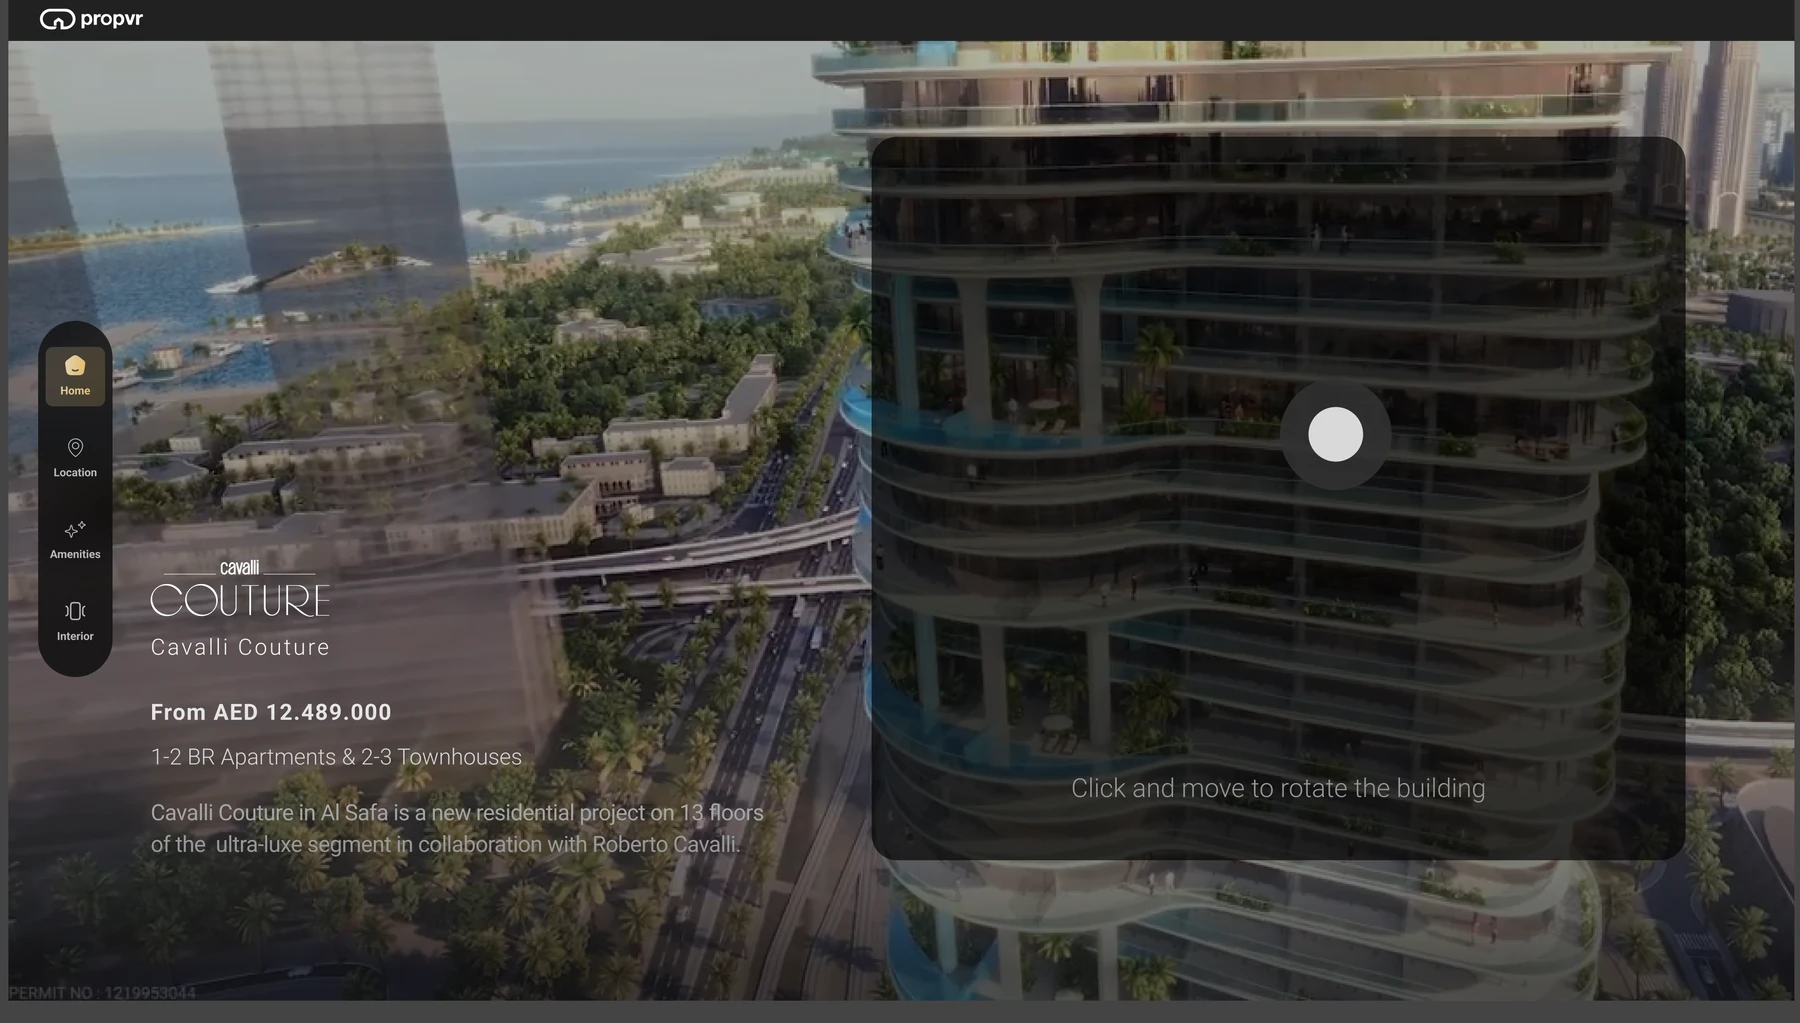 propvr
Home
Location
Amenities
Interior
cavalli
COUTURE
Cavalli Couture
From AED 12.489.000
1-2 BR Apartments & 2-3 Townhouses
Cavalli Couture in Al Safa is a new residential project on 13 floors
of the ultra-luxe segment in collaboration with Roberto Cavalli.
Click and move to rotate the building
PERMIT NO : 1219953044